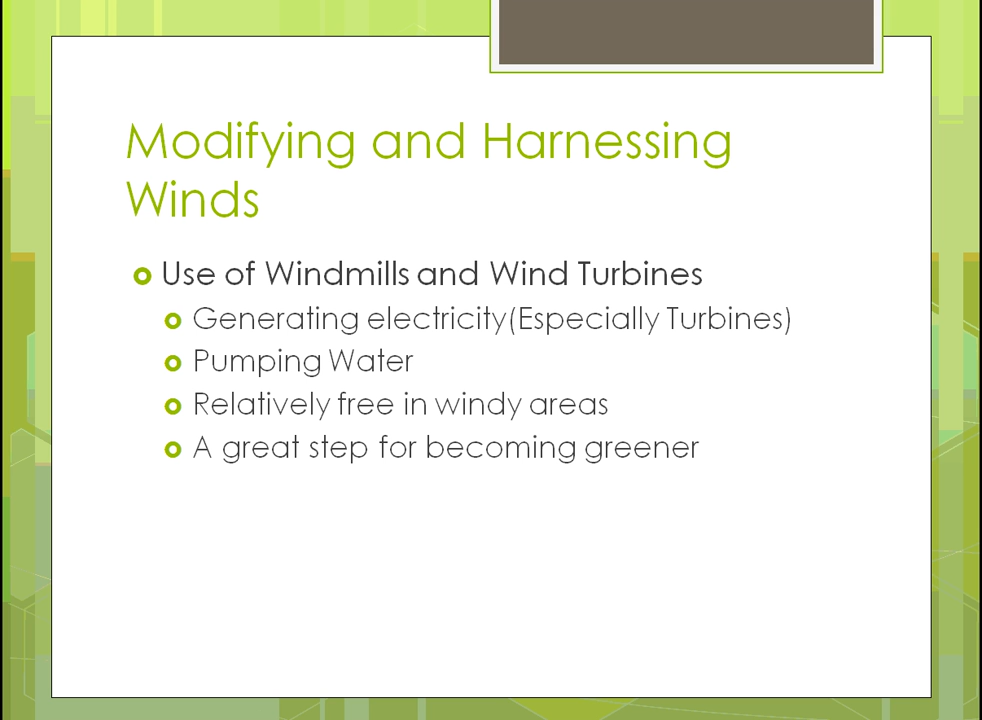 Modifying and Harnessing
Winds
Use of Windmills and Wind Turbines
Generating electricity(Especially Turbines)
Pumping Water
Relatively free in windy areas
A great step for becoming greener